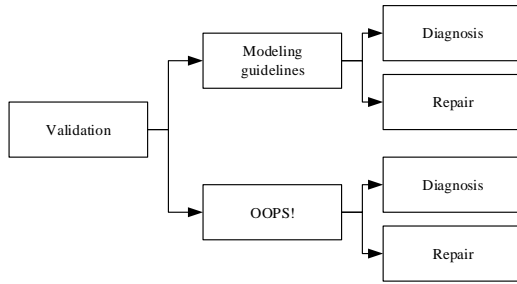 Validation
Modeling
guidelines
Diagnosis
Repair
OOPS!
Diagnosis
Repair